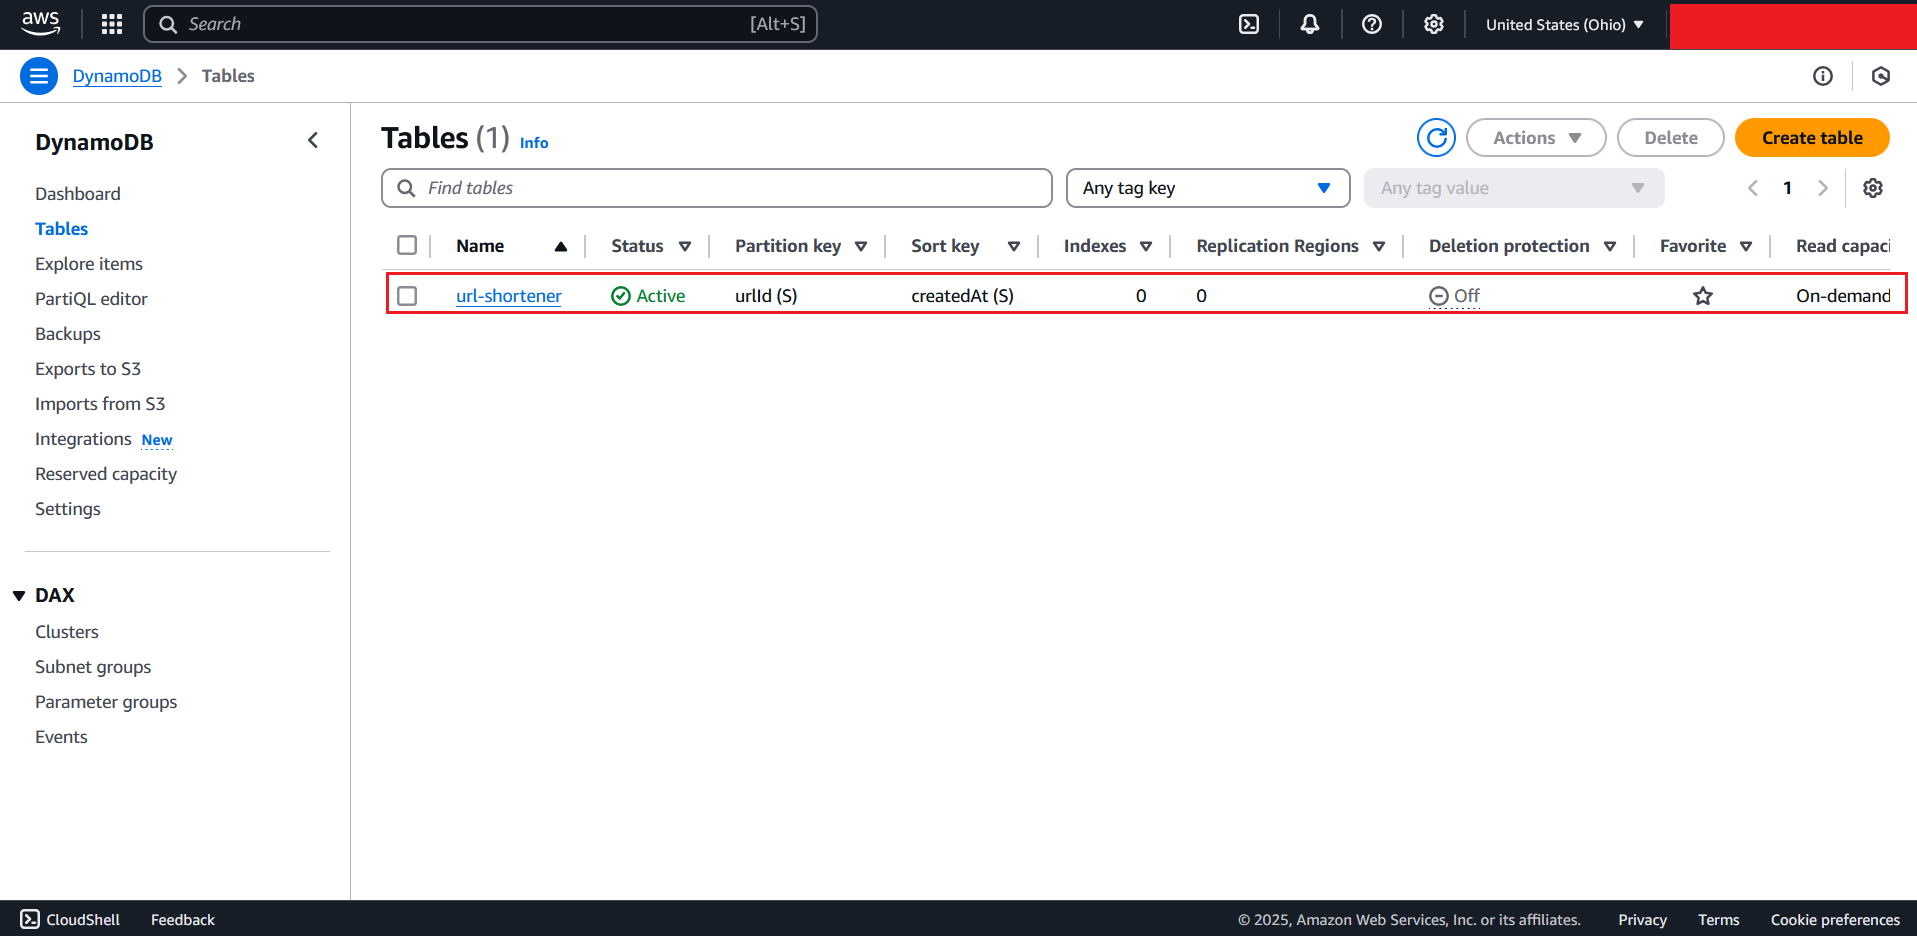 aws
Search [Alt+S]
United States (Ohio)
DynamoDB Tables
DynamoDB
Dashboard
Tables
Explore items
PartiQL editor
Backups
Exports to S3
Imports from S3
Integrations New
Reserved capacity
Settings
DAX
Clusters
Subnet groups
Parameter groups
Events
Tables (1) Info
Actions Delete Create table
Find tables Any tag key Any tag value 1
Name Status Partition key Sort key Indexes Replication Regions Deletion protection Favorite Read capaci
url-shortener Active urlId (S) createdAt (S) 0 0 Off On-demand
CloudShell Feedback © 2025, Amazon Web Services, Inc. or its affiliates. Privacy Terms Cookie preferences